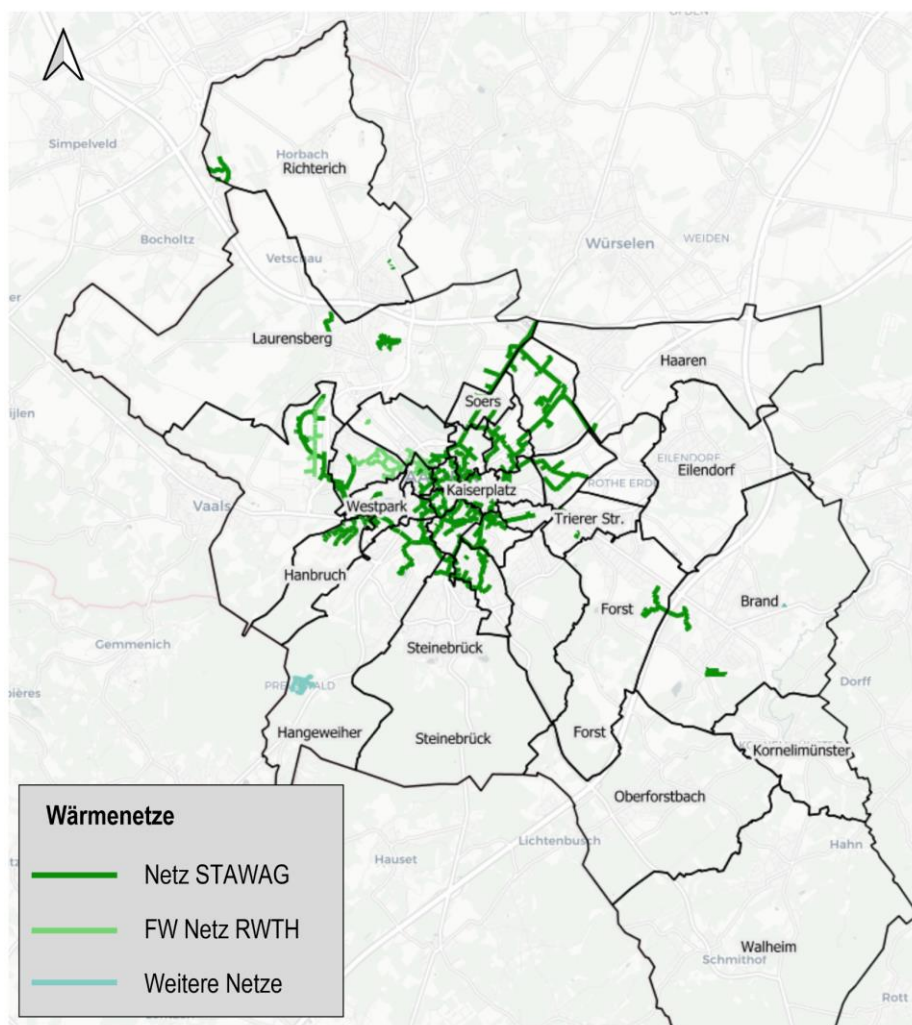 Simpelveld
Horbach
Richterich
Bocholtz
Vetschau
Würselen
WEIDEN
Laurensberg
Haaren
Soers
EILENDORF
Eilendorf
Kaiserplatz
ROTHE ERDE
Vaals
Westpark
Trierer Str.
Hanbruch
Forst
Brand
Gemmenich
Steinebrück
Dorff
Hangeweiher
Steinebrück
Forst
Kornelimünster
Oberforstbach
Wärmenetze
Lichtenbusch
Hahn
Hauset
Netz STAWAG
FW Netz RWTH
Walheim
Schmithof
Weitere Netze
Rott